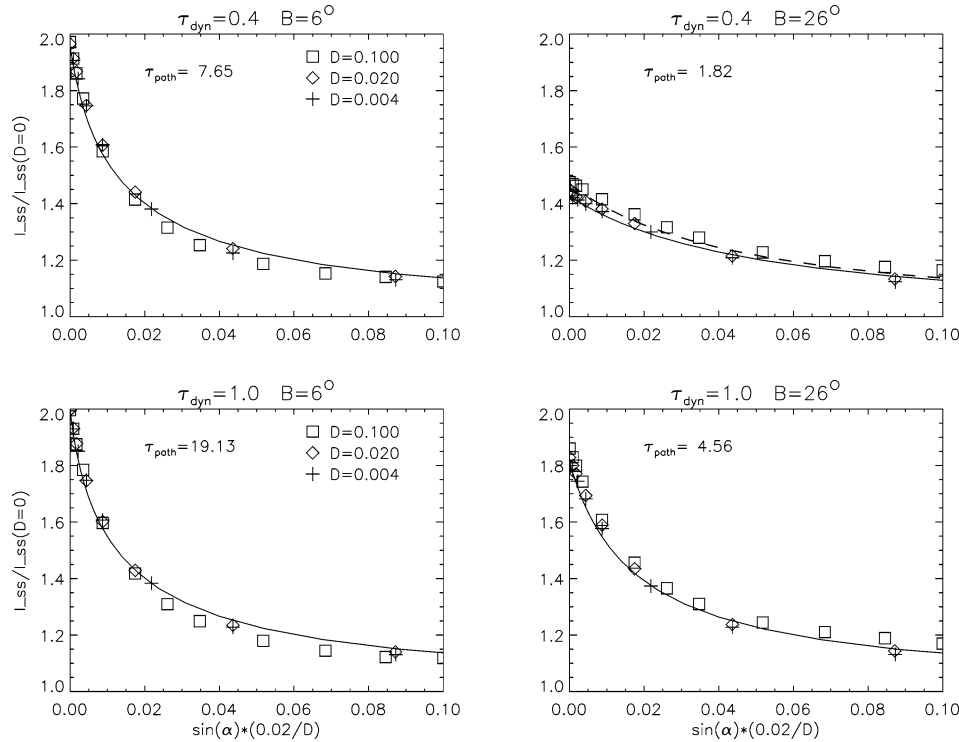 τdyn=0.4 B=6°
I_ss/I_ss(D=0)
2.0
1.8
1.6
1.4
1.2
1.0
τpath= 7.65
□ D=0.100
◇ D=0.020
+ D=0.004
0.00 0.02 0.04 0.06 0.08 0.10
τdyn=0.4 B=26°
2.0
1.8
1.6
1.4
1.2
1.0
τpath= 1.82
0.00 0.02 0.04 0.06 0.08 0.10
τdyn=1.0 B=6°
I_ss/I_ss(D=0)
2.0
1.8
1.6
1.4
1.2
1.0
τpath=19.13
□ D=0.100
◇ D=0.020
+ D=0.004
0.00 0.02 0.04 0.06 0.08 0.10
sin(α)*(0.02/D)
τdyn=1.0 B=26°
2.0
1.8
1.6
1.4
1.2
1.0
τpath= 4.56
0.00 0.02 0.04 0.06 0.08 0.10
sin(α)*(0.02/D)